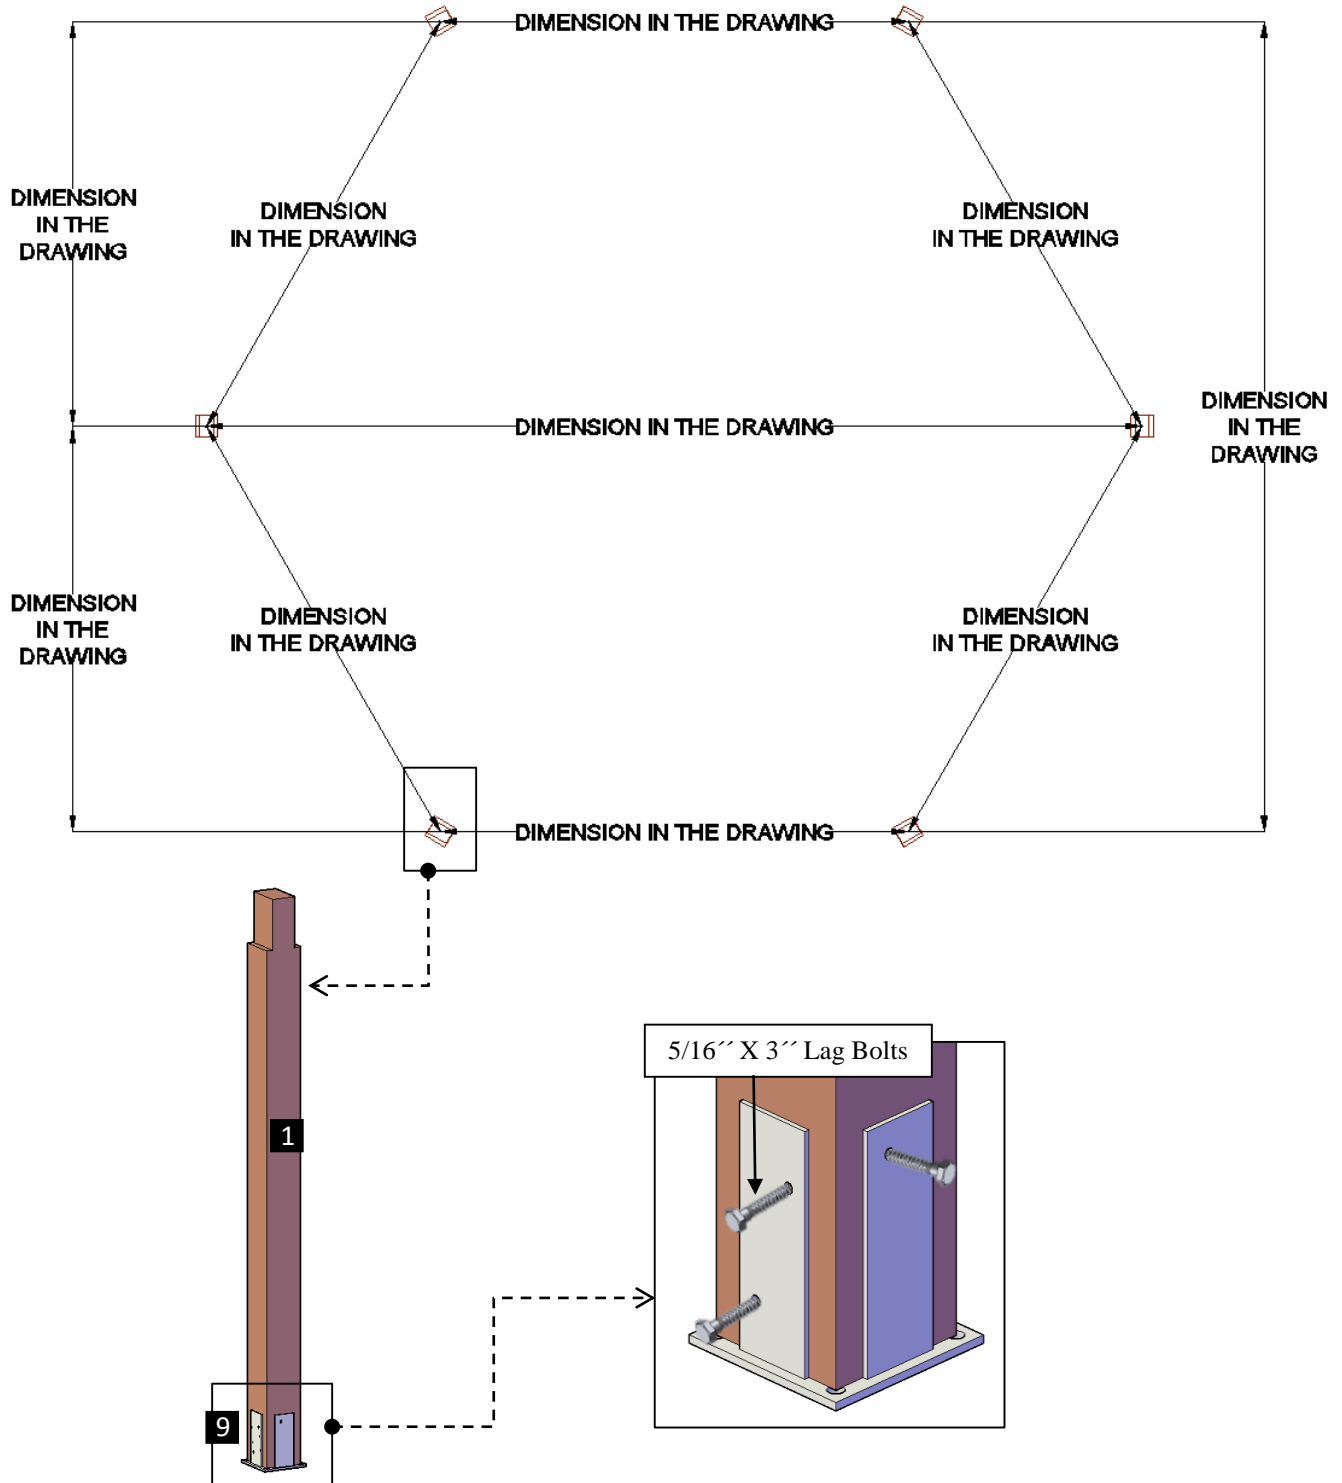 DIMENSION IN THE DRAWING
DIMENSION
IN THE
DRAWING
DIMENSION
IN THE DRAWING
DIMENSION
IN THE DRAWING
DIMENSION IN THE DRAWING
DIMENSION
IN THE
DRAWING
DIMENSION
IN THE
DRAWING
DIMENSION
IN THE DRAWING
DIMENSION
IN THE DRAWING
DIMENSION IN THE DRAWING
5/16´´ X 3´´ Lag Bolts
1
9